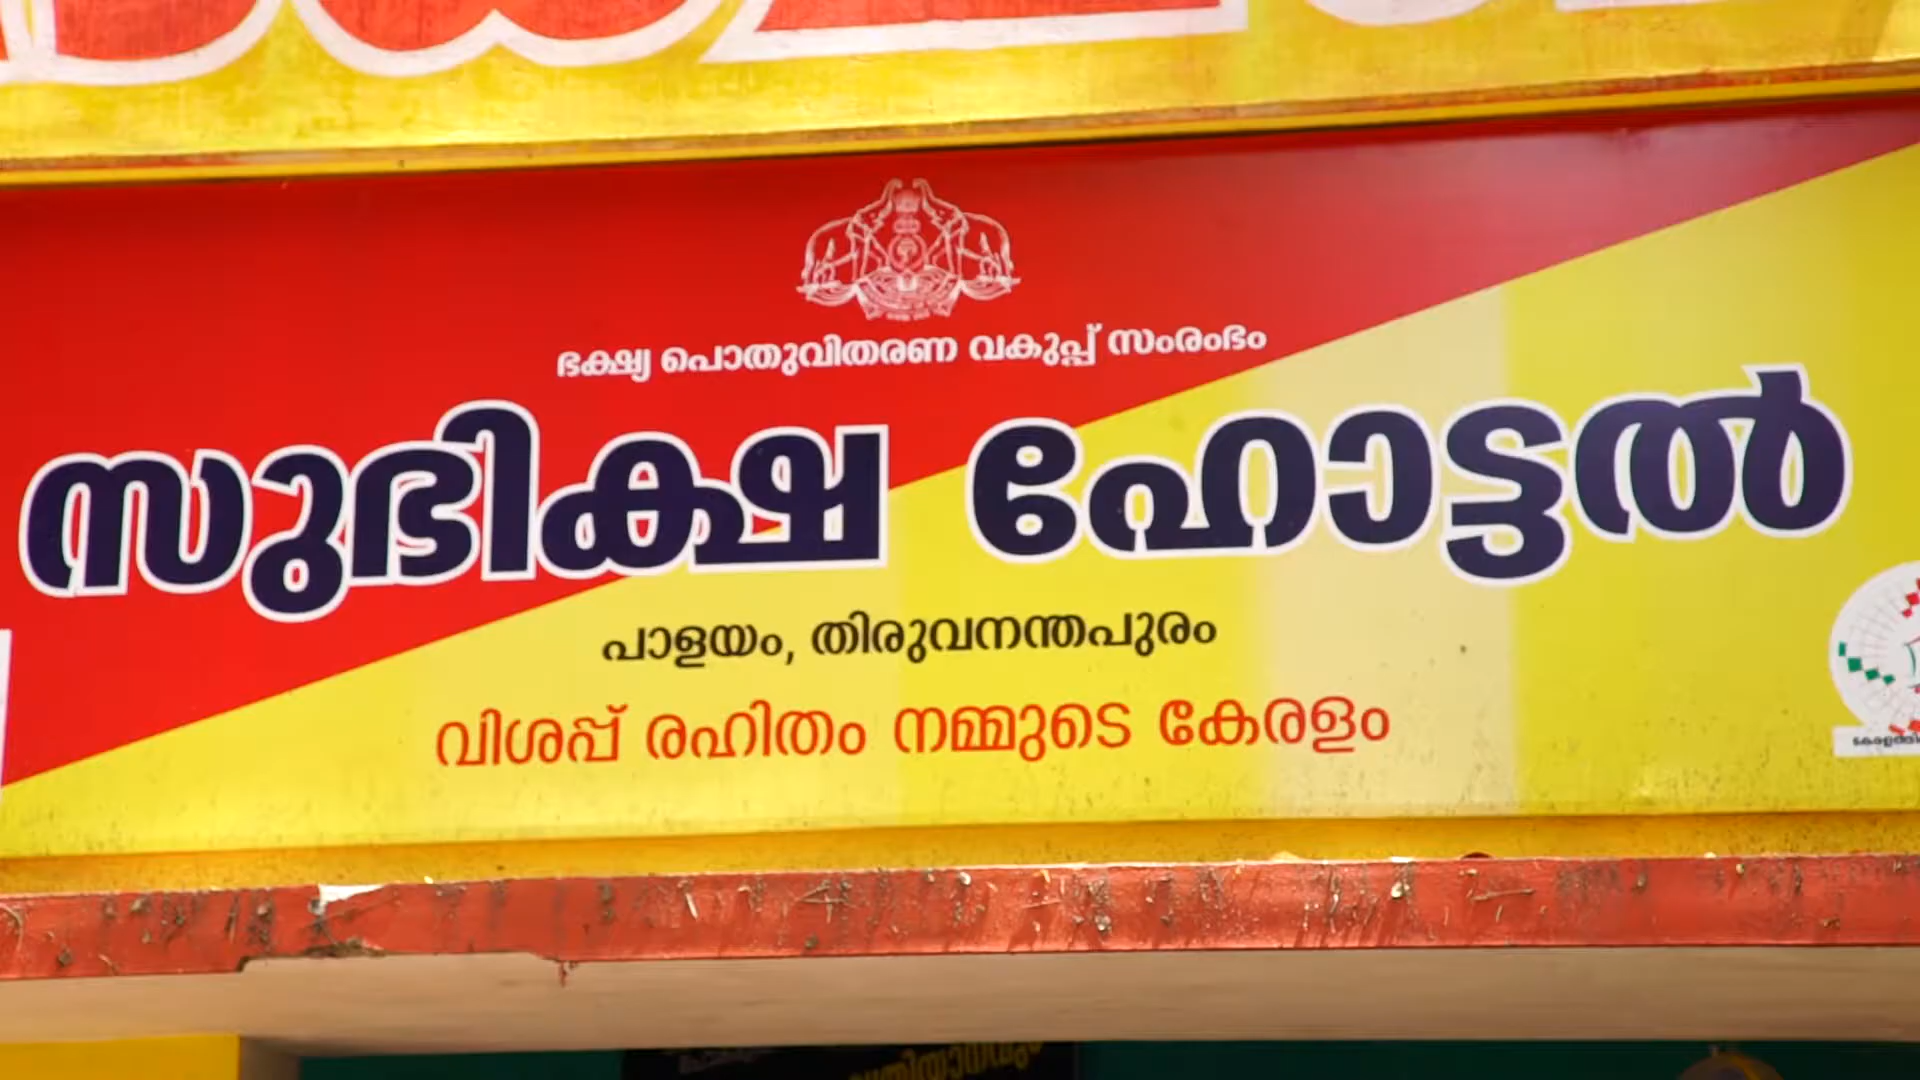 ഭക്ഷ്യ പൊതുവിതരണ വകുപ്പ് സംരംഭം
സുഭിക്ഷ ഹോട്ടൽ
പാളയം, തിരുവനന്തപുരം
വിശപ്പ് രഹിതം നമ്മുടെ കേരളം